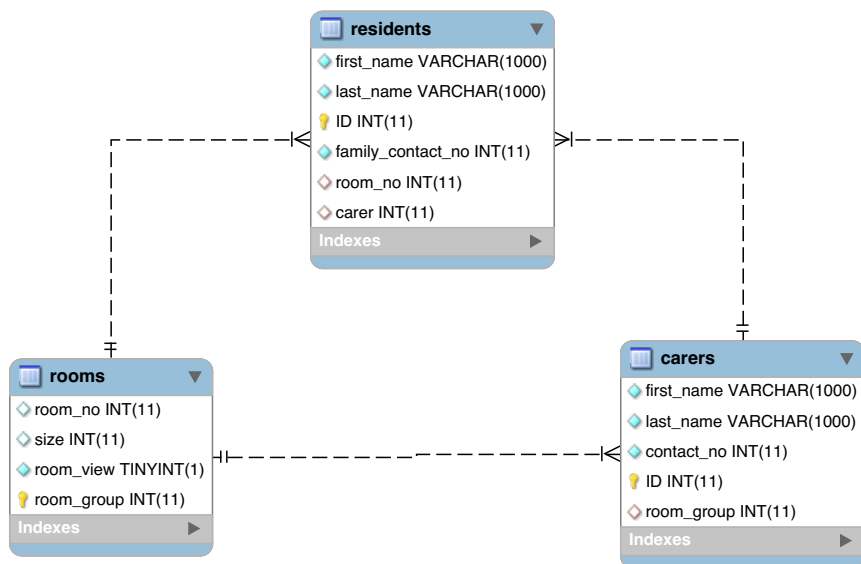 residents
first_name VARCHAR(1000)
last_name VARCHAR(1000)
ID INT(11)
family_contact_no INT(11)
room_no INT(11)
carer INT(11)
Indexes
rooms
room_no INT(11)
size INT(11)
room_view TINYINT(1)
room_group INT(11)
Indexes
carers
first_name VARCHAR(1000)
last_name VARCHAR(1000)
contact_no INT(11)
ID INT(11)
room_group INT(11)
Indexes